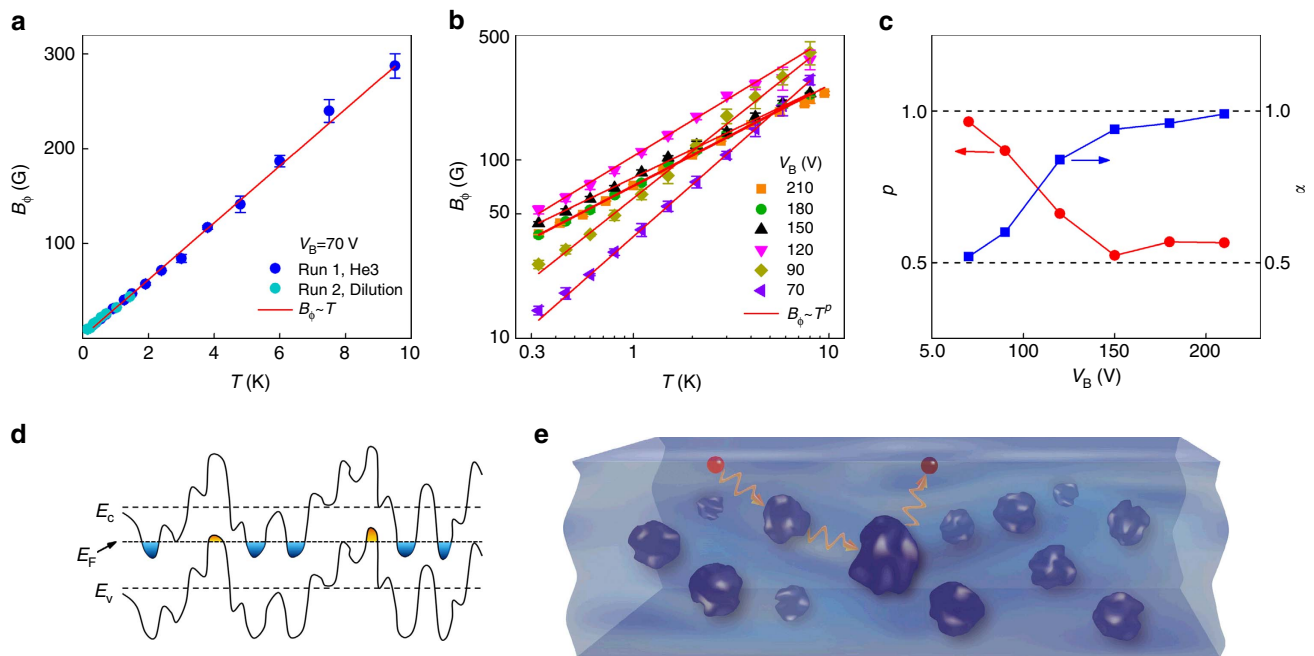 a
300
200
100
B_ϕ (G)
V_B=70 V
Run 1, He3
Run 2, Dilution
B_ϕ~T
0 2 4 6 8 10
T (K)
b
500
100
50
10
B_ϕ (G)
V_B (V)
210
180
150
120
90
70
B_ϕ~T^p
0.3 1 10
T (K)
c
1.0
0.5
p
1.0
0.5
α
5.0 100 150 200
V_B (V)
d
E_c
E_F
E_v
e